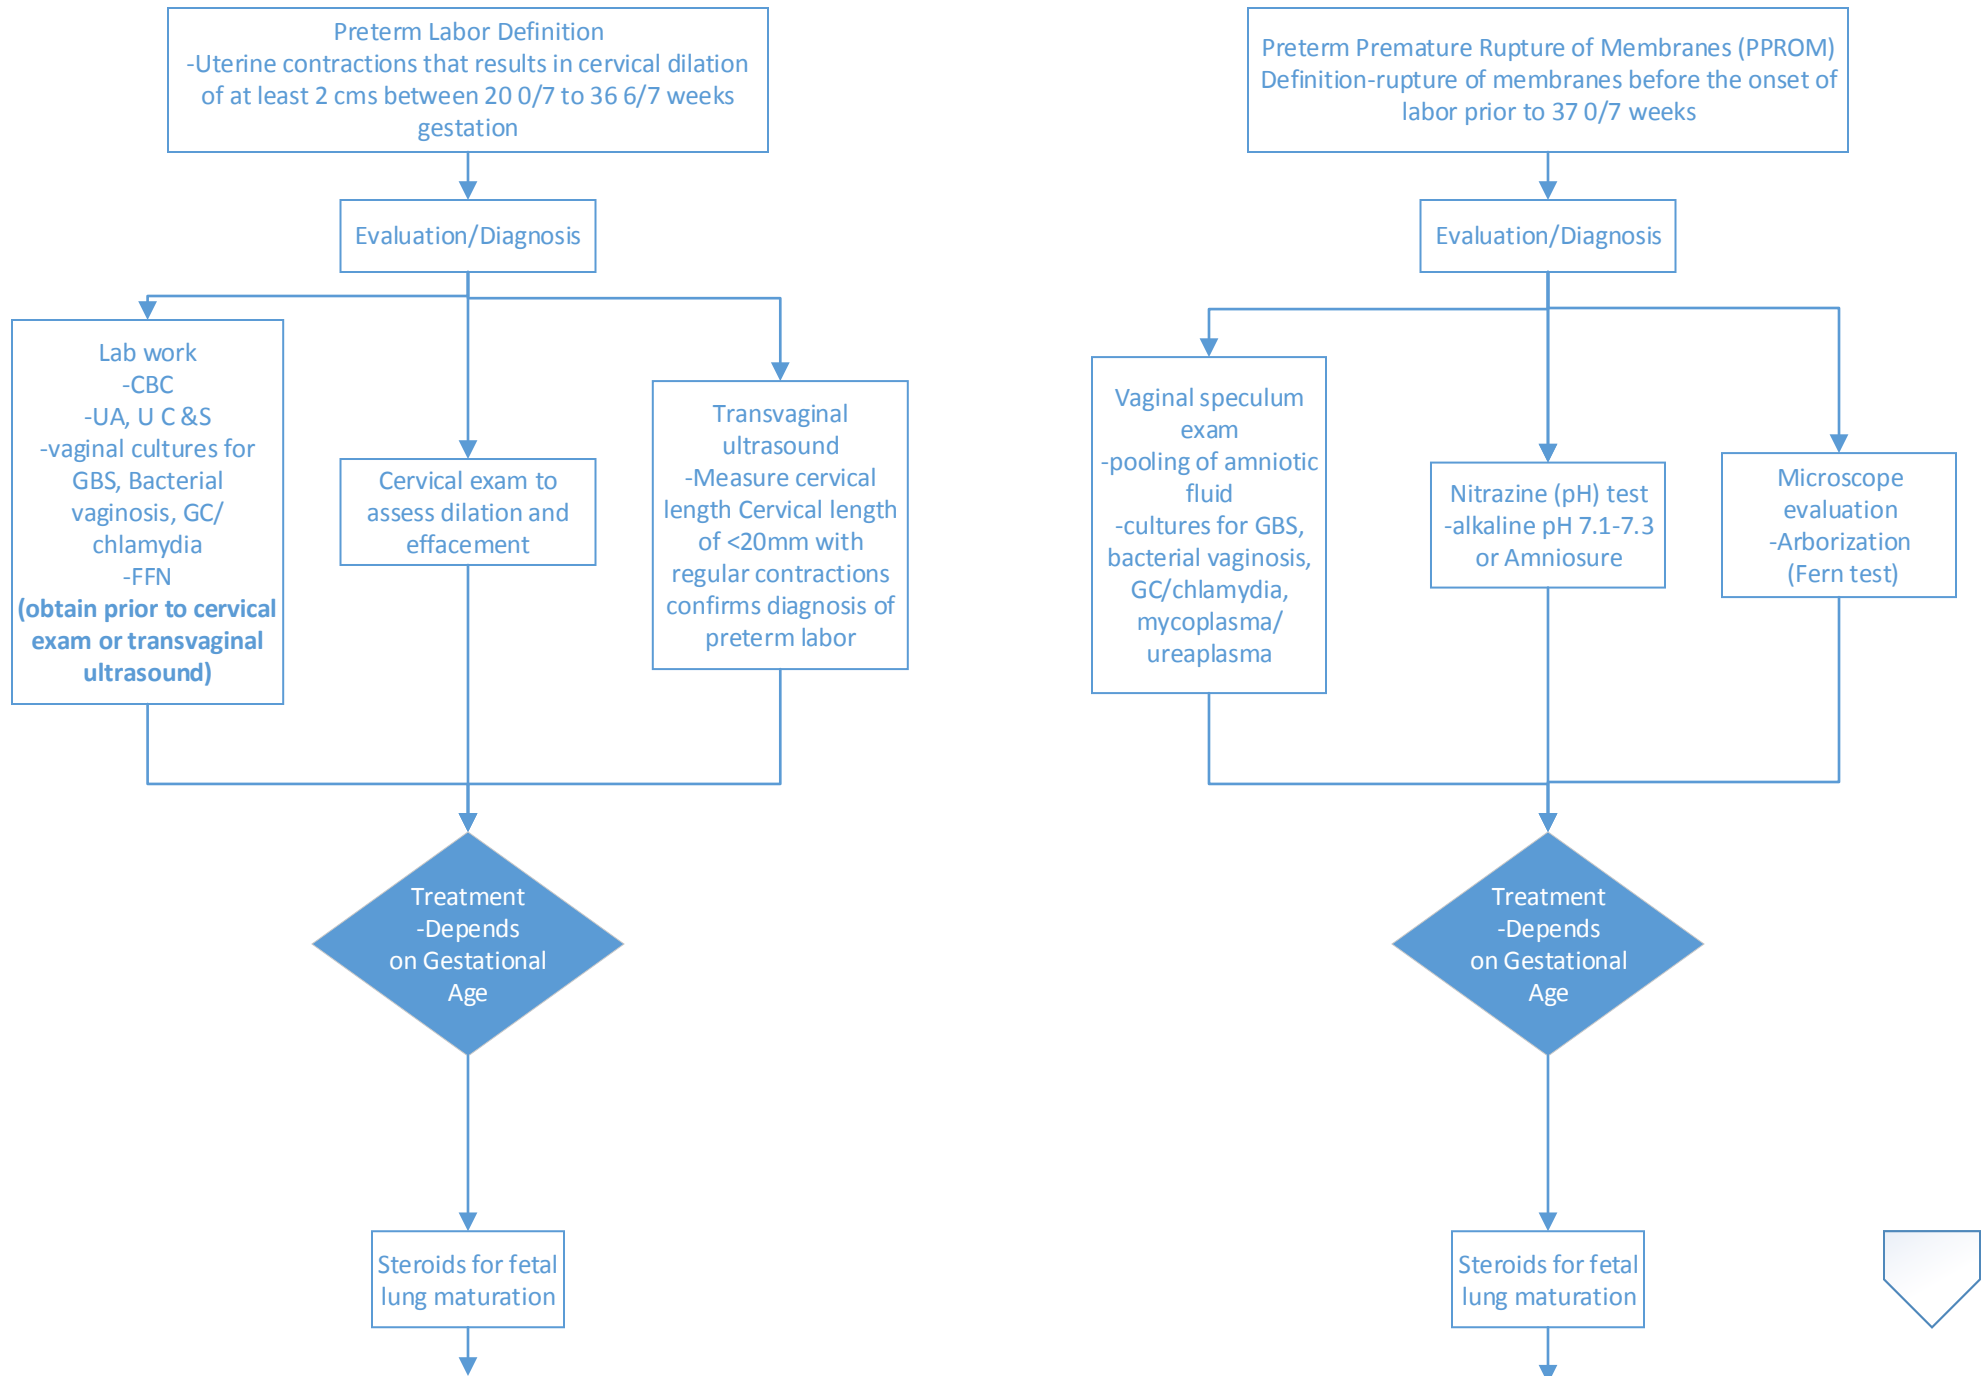 Preterm Labor Definition
-Uterine contractions that results in cervical dilation
of at least 2 cms between 20 0/7 to 36 6/7 weeks
gestation
Evaluation/Diagnosis
Lab work
-CBC
-UA, U C &S
-vaginal cultures for
GBS, Bacterial
vaginosis, GC/
chlamydia
-FFN
(obtain prior to cervical
exam or transvaginal
ultrasound)
Cervical exam to
assess dilation and
effacement
Transvaginal
ultrasound
-Measure cervical
length Cervical length
of <20mm with
regular contractions
confirms diagnosis of
preterm labor
Treatment
-Depends
on Gestational
Age
Steroids for fetal
lung maturation
Preterm Premature Rupture of Membranes (PPROM)
Definition-rupture of membranes before the onset of
labor prior to 37 0/7 weeks
Evaluation/Diagnosis
Vaginal speculum
exam
-pooling of amniotic
fluid
-cultures for GBS,
bacterial vaginosis,
GC/chlamydia,
mycoplasma/
ureaplasma
Nitrazine (pH) test
-alkaline pH 7.1-7.3
or Amniosure
Microscope
evaluation
-Arborization
(Fern test)
Treatment
-Depends
on Gestational
Age
Steroids for fetal
lung maturation